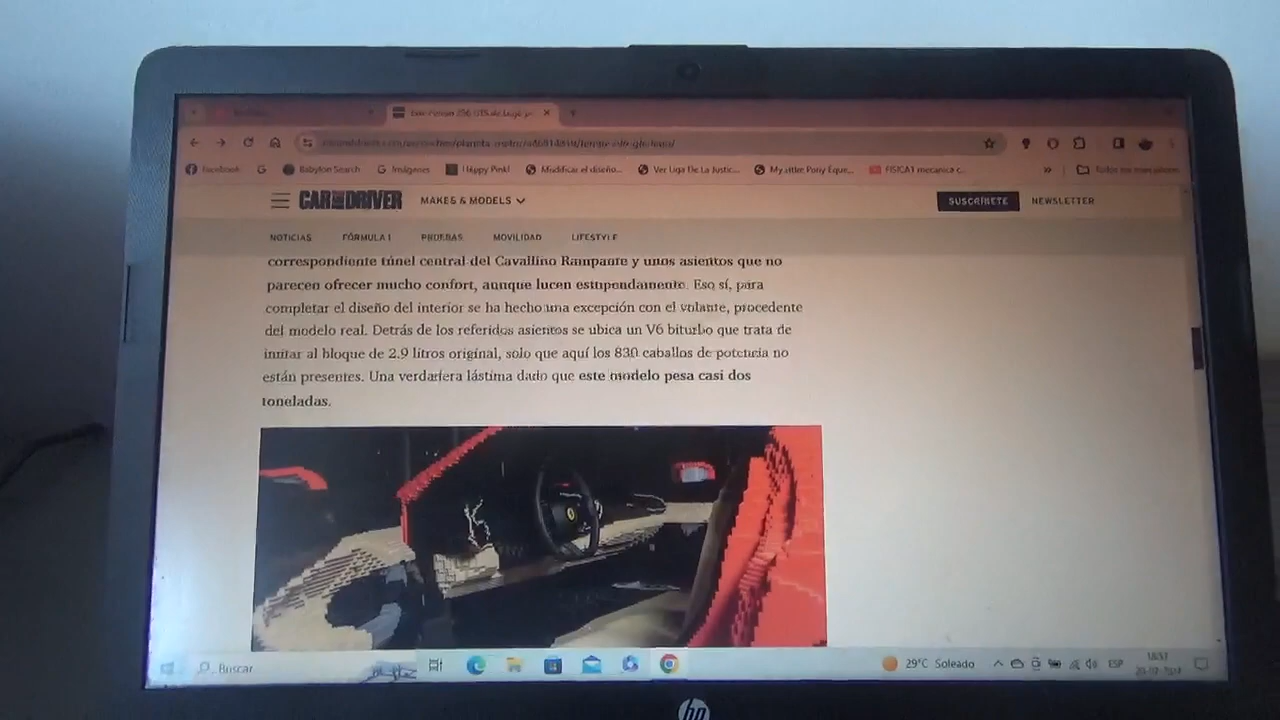 Facebook
G
Babylon Search
G Imágenes
Happy Pink!
Modificar el diseño...
Ver Liga De La Justic...
My Little Pony Eque...
FISICA1 mecanica c...
»
CAR AND DRIVER
MAKES & MODELS
SUSCRÍBETE
NEWSLETTER
NOTICIAS
FÓRMULA 1
PRUEBAS
MOVILIDAD
LIFESTYLE
correspondiente túnel central del Cavallino Rampante y unos asientos que no
parecen ofrecer mucho confort, aunque lucen estupendamente. Eso sí, para
completar el diseño del interior se ha hecho una excepción con el volante, procedente
del modelo real. Detrás de los referidos asientos se ubica un V6 biturbo que trata de
imitar al bloque de 2.9 litros original, solo que aquí los 830 caballos de potencia no
están presentes. Una verdadera lástima dado que este modelo pesa casi dos
toneladas.
Buscar
29°C Soleado
ESP
hp